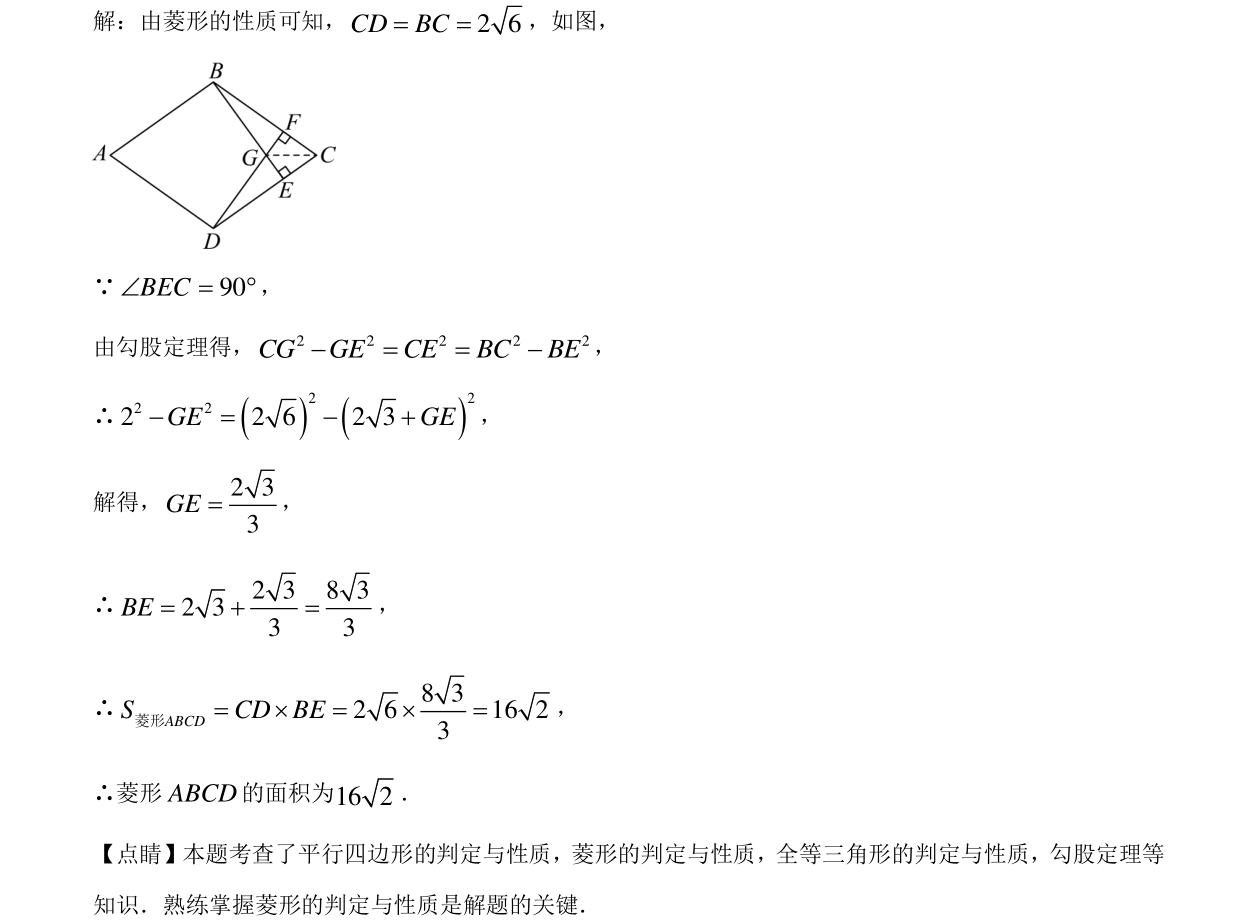 解：由菱形的性质可知，CD = BC = 2√6，如图，
B
F
A
G
C
E
D
∵∠BEC = 90°，
由勾股定理得，CG² − GE² = CE² = BC² − BE²，
∴2² − GE² = (2√6)² − (2√3 + GE)²，
解得，GE = 2√3/3，
∴BE = 2√3 + 2√3/3 = 8√3/3，
∴S菱形ABCD = CD × BE = 2√6 × 8√3/3 = 16√2，
∴菱形 ABCD 的面积为16√2．
【点睛】本题考查了平行四边形的判定与性质，菱形的判定与性质，全等三角形的判定与性质，勾股定理等
知识．熟练掌握菱形的判定与性质是解题的关键．